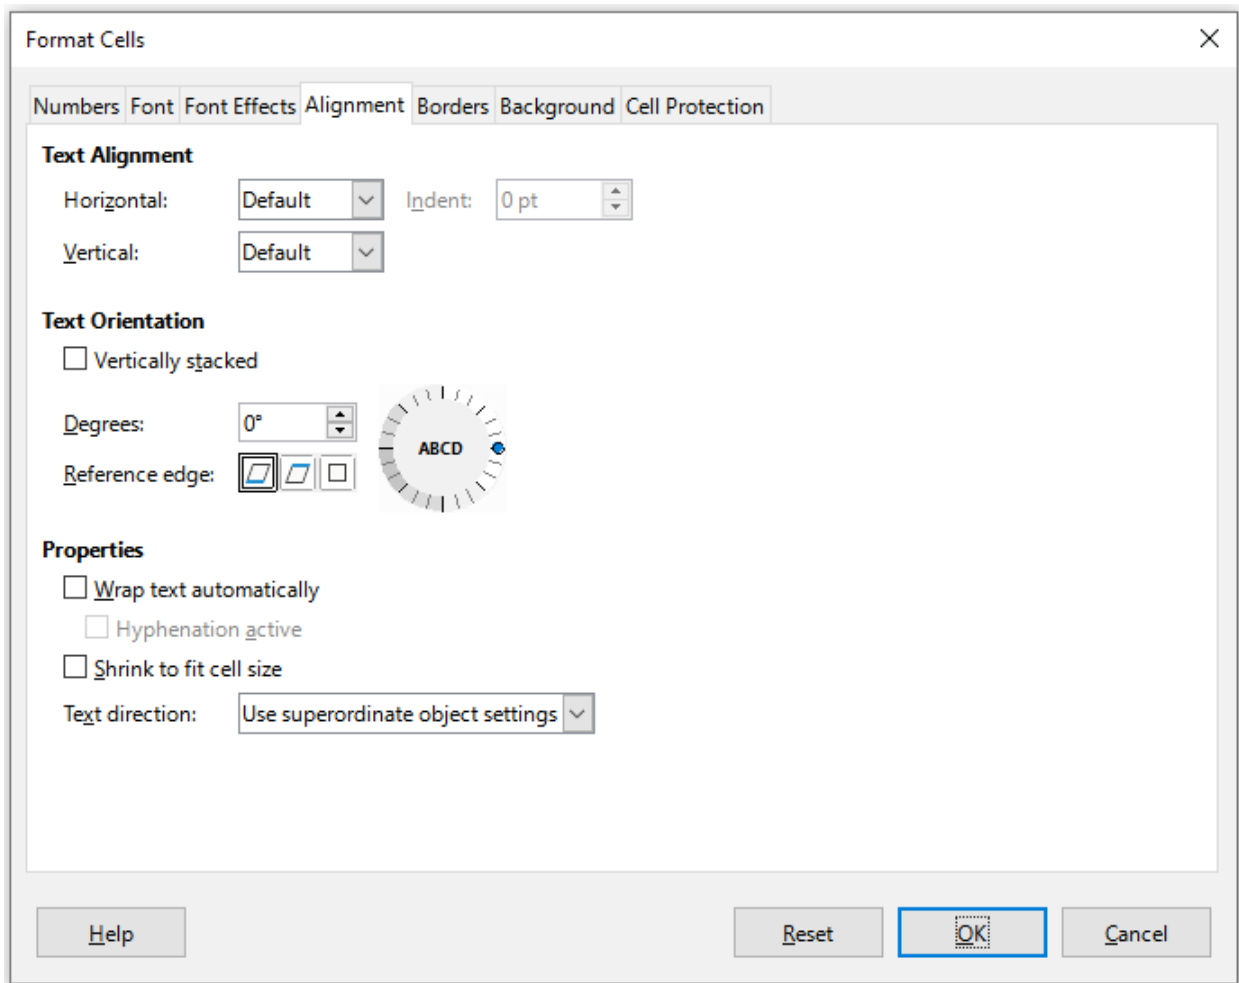 Format Cells
Numbers Font Font Effects Alignment Borders Background Cell Protection
Text Alignment
Horizontal: Default Indent: 0 pt
Vertical: Default
Text Orientation
Vertically stacked
Degrees: 0°
ABCD
Reference edge:
Properties
Wrap text automatically
Hyphenation active
Shrink to fit cell size
Text direction: Use superordinate object settings
Help Reset OK Cancel